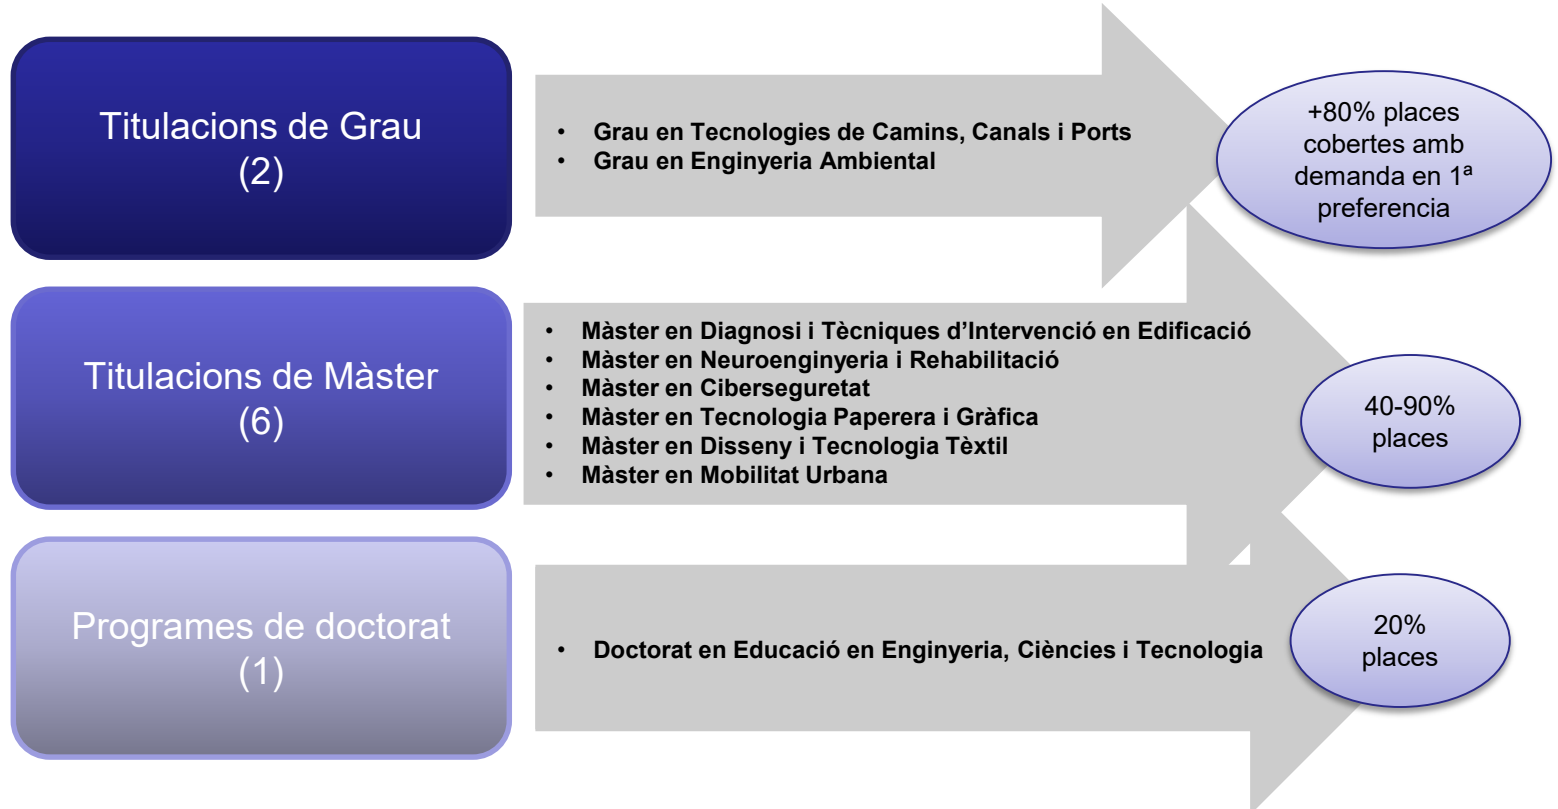 Titulacions de Grau
(2)
• Grau en Tecnologies de Camins, Canals i Ports
• Grau en Enginyeria Ambiental
+80% places
cobertes amb
demanda en 1ª
preferencia
Titulacions de Màster
(6)
• Màster en Diagnosi i Tècniques d’Intervenció en Edificació
• Màster en Neuroenginyeria i Rehabilitació
• Màster en Ciberseguretat
• Màster en Tecnologia Paperera i Gràfica
• Màster en Disseny i Tecnologia Tèxtil
• Màster en Mobilitat Urbana
40-90%
places
Programes de doctorat
(1)
• Doctorat en Educació en Enginyeria, Ciències i Tecnologia
20%
places